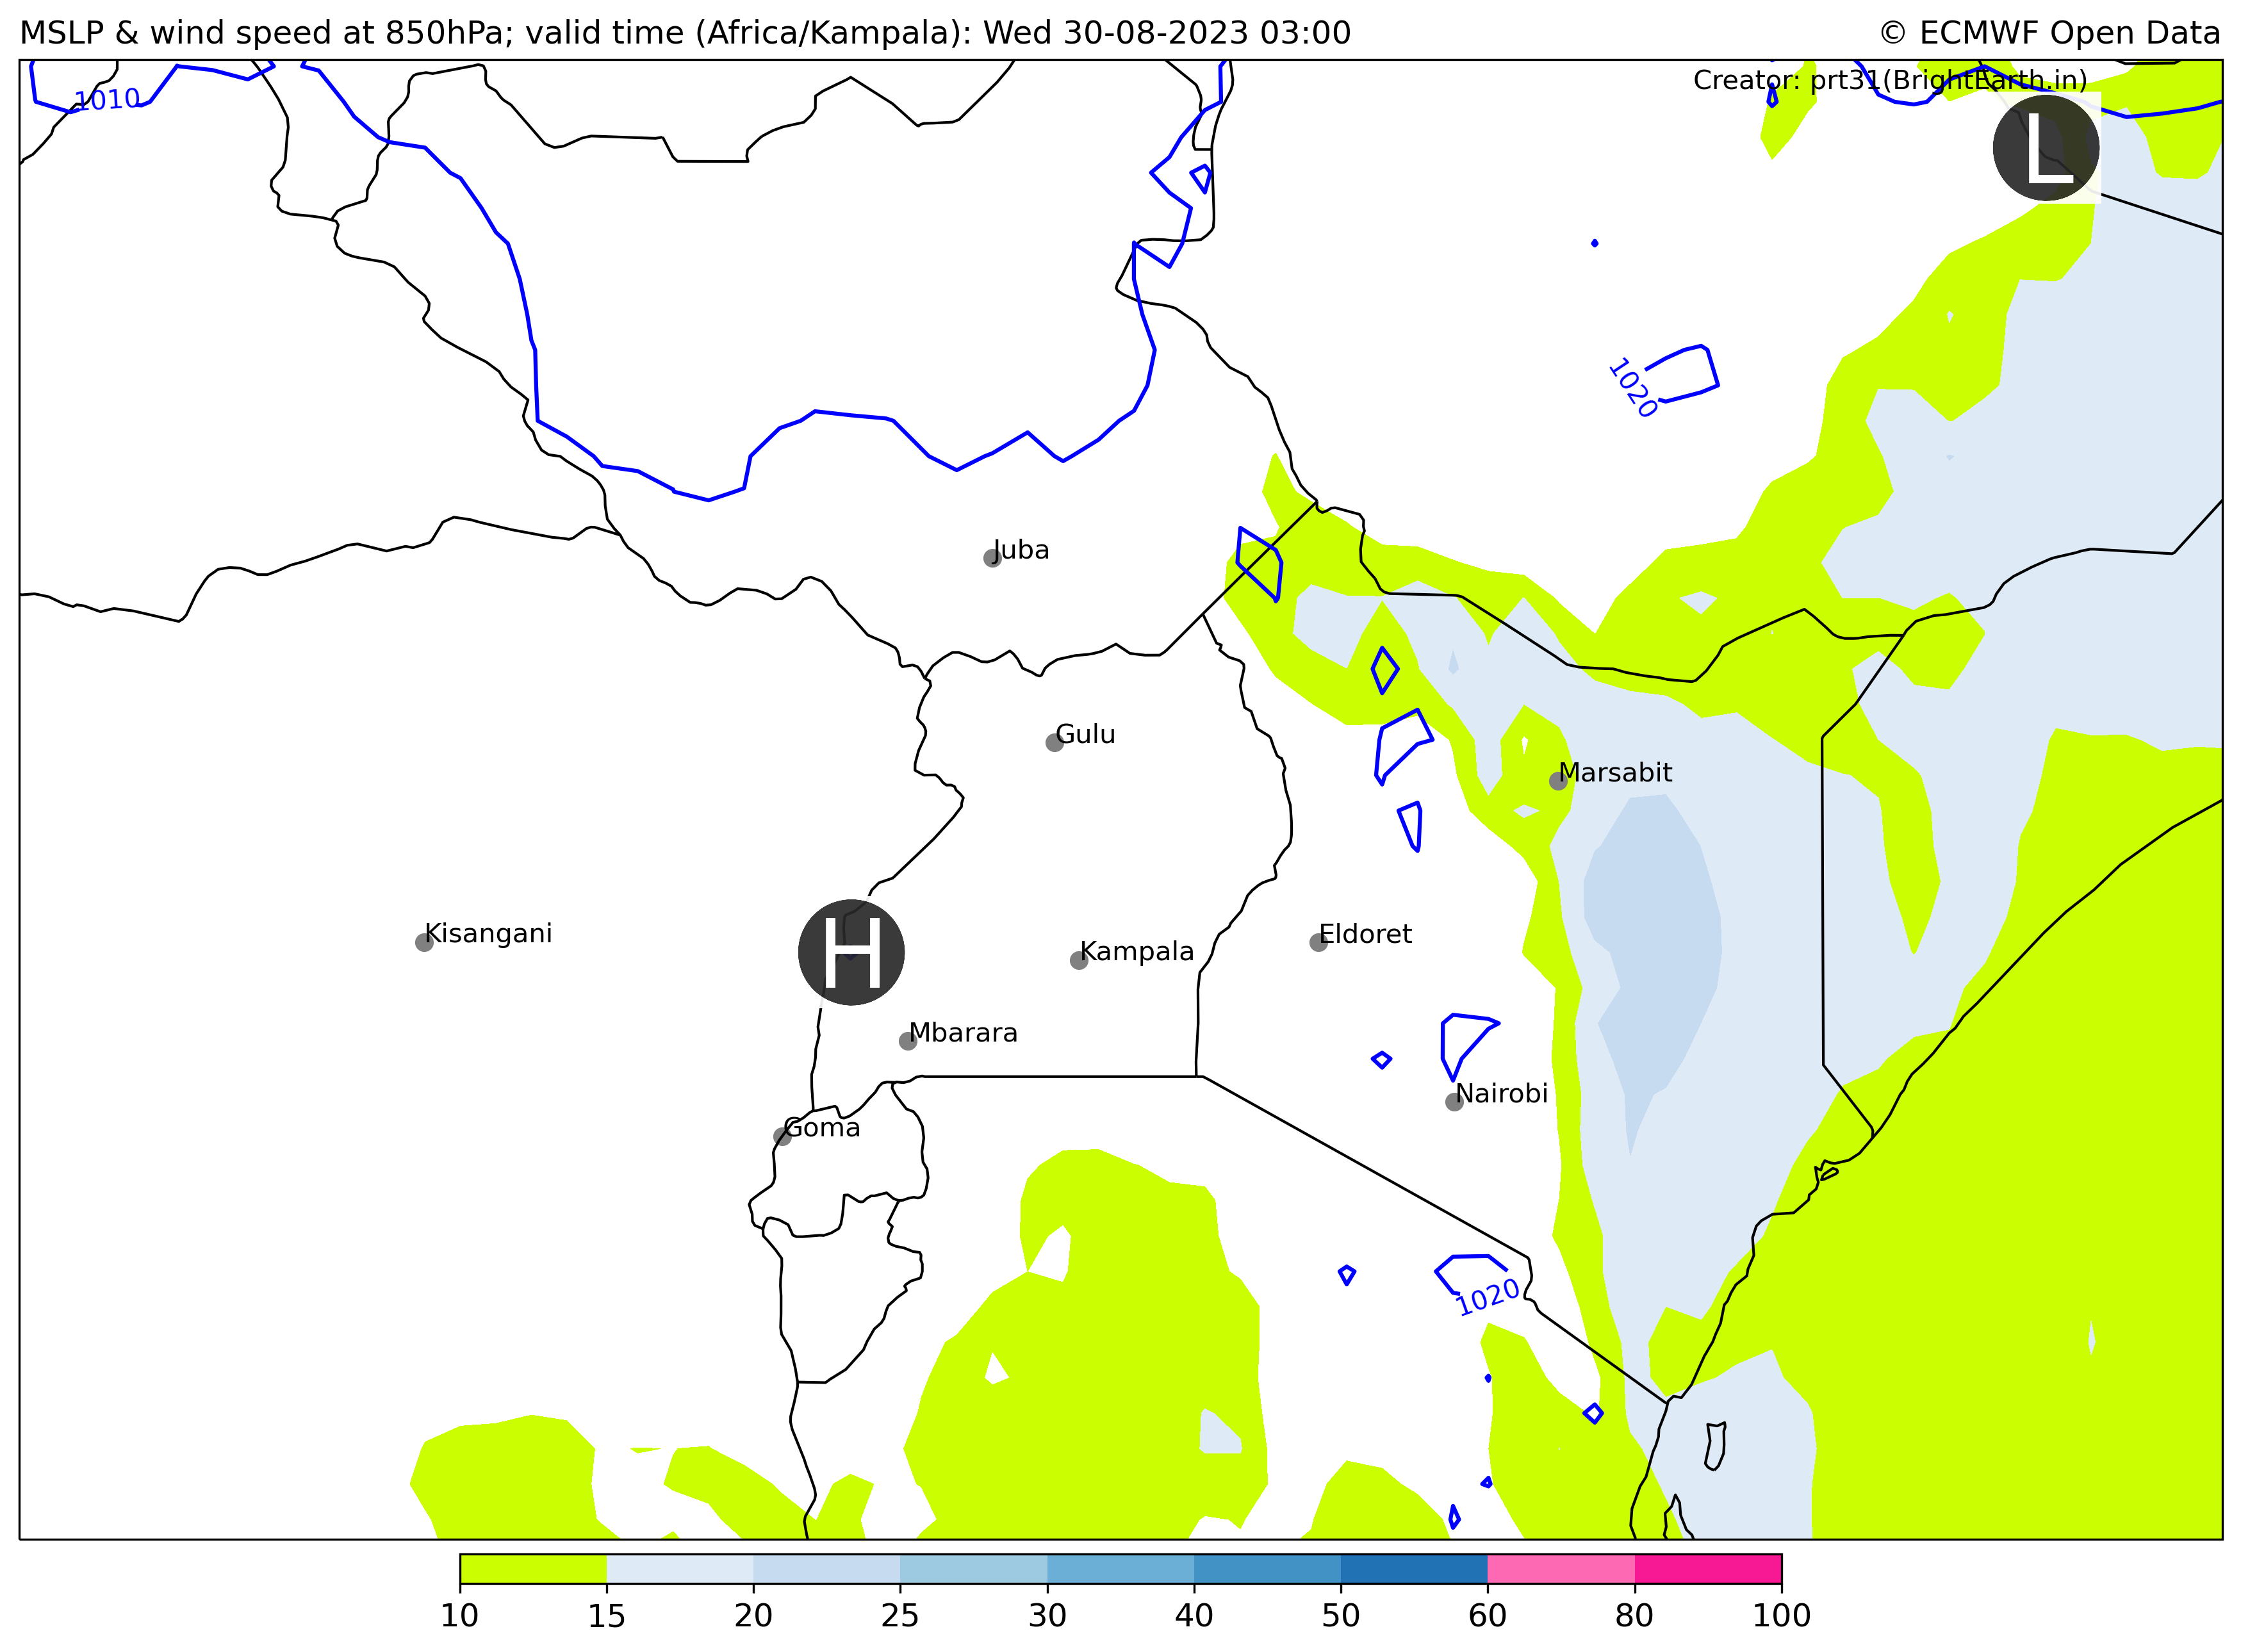 MSLP & wind speed at 850hPa; valid time (Africa/Kampala): Wed 30-08-2023 03:00
© ECMWF Open Data
Creator: prt31(BrightEarth.in)
1010
L
1020
Juba
Gulu
Marsabit
Kisangani
H
Kampala
Eldoret
Mbarara
Nairobi
Goma
1020
10 15 20 25 30 40 50 60 80 100